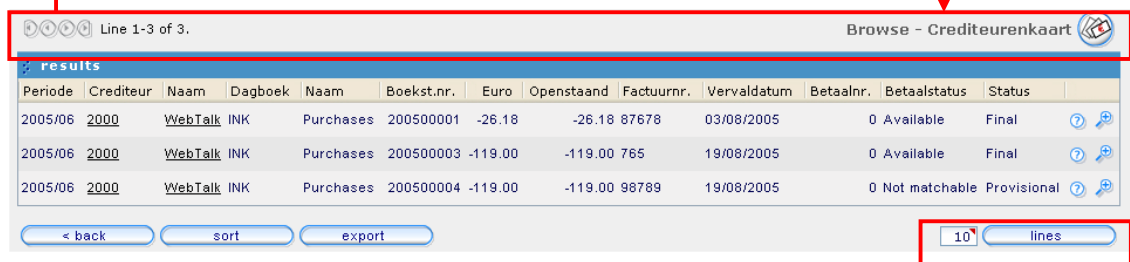 Line 1-3 of 3. Browse - Crediteurenkaart
results
Periode Crediteur Naam Dagboek Naam Boekst.nr. Euro Openstaand Factuurnr. Vervaldatum Betaalnr. Betaalstatus Status
2005/06 2000 WebTalk INK Purchases 200500001 -26.18 -26.18 87678 03/08/2005 0 Available Final
2005/06 2000 WebTalk INK Purchases 200500003 -119.00 -119.00 765 19/08/2005 0 Available Final
2005/06 2000 WebTalk INK Purchases 200500004 -119.00 -119.00 98789 19/08/2005 0 Not matchable Provisional
< back sort export 10 lines